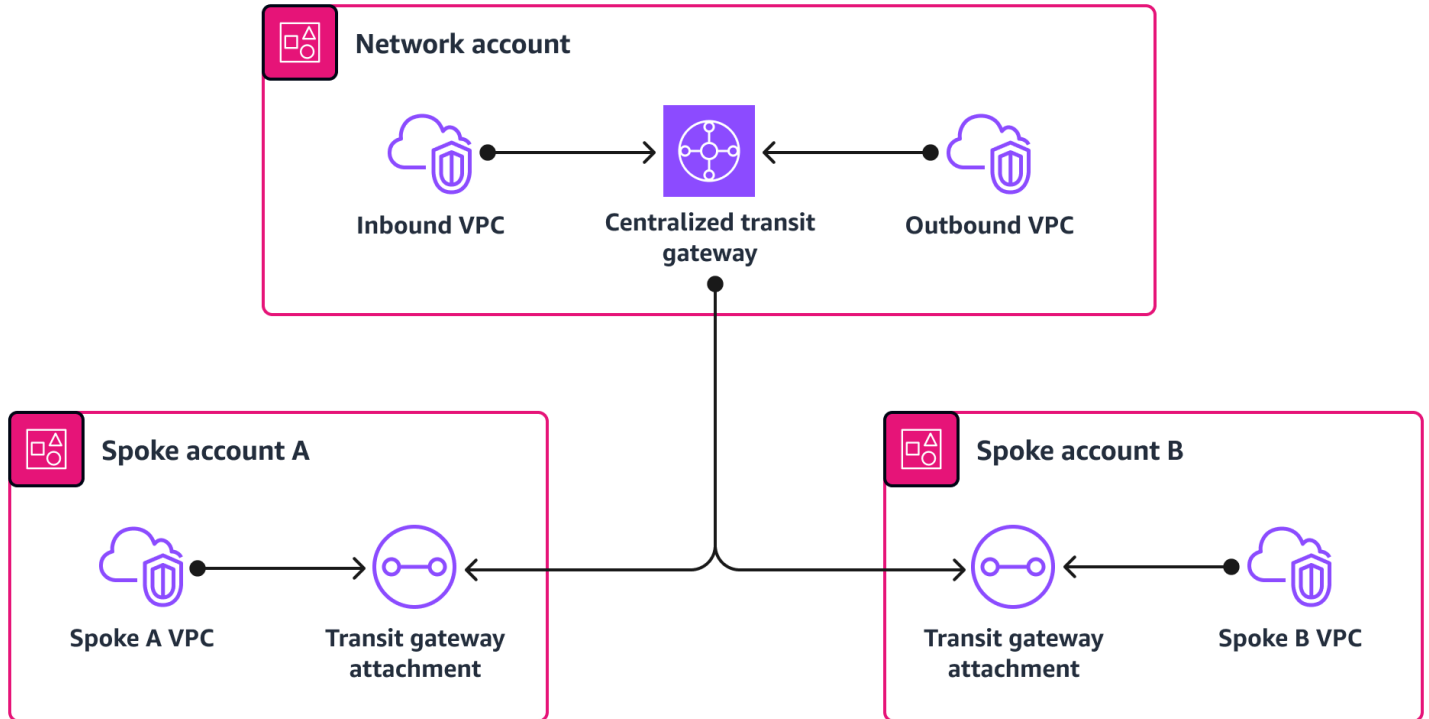 Network account
Inbound VPC
Centralized transit
gateway
Outbound VPC
Spoke account A
Spoke A VPC
Transit gateway
attachment
Spoke account B
Transit gateway
attachment
Spoke B VPC